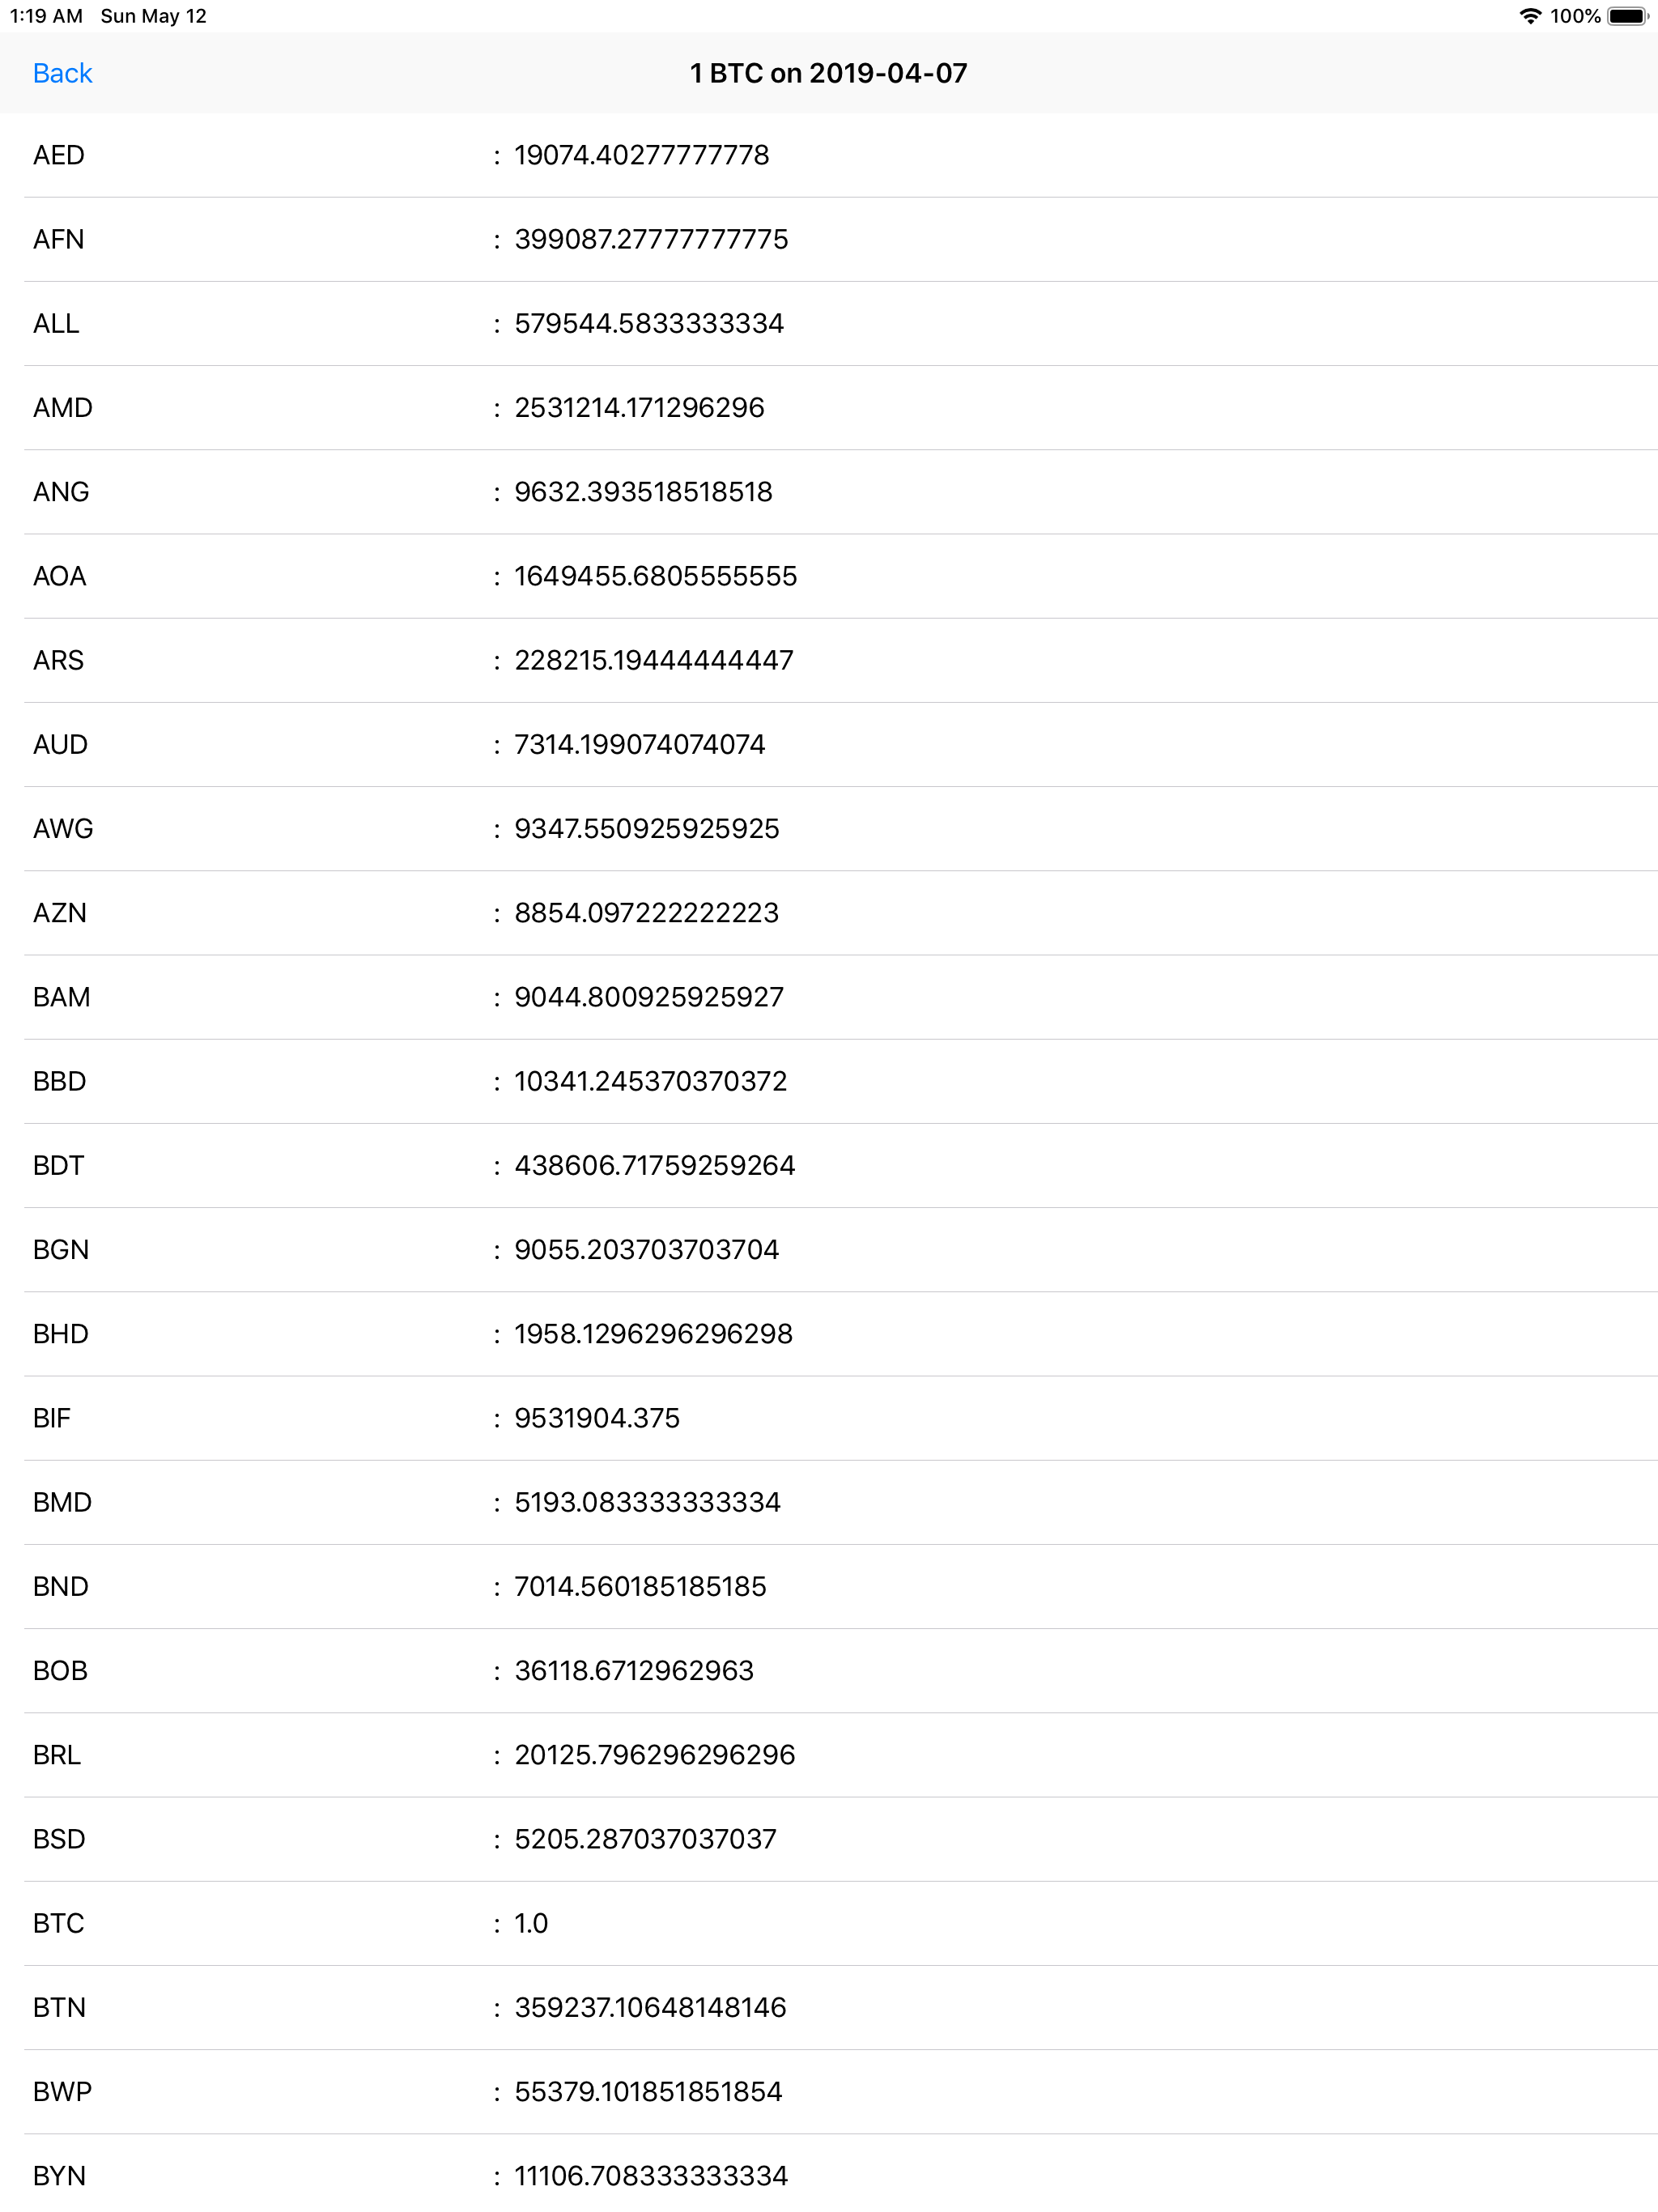 1:19 AM Sun May 12 100%
Back 1 BTC on 2019-04-07
AED : 19074.40277777778
AFN : 399087.27777777775
ALL : 579544.5833333334
AMD : 2531214.171296296
ANG : 9632.393518518518
AOA : 1649455.6805555555
ARS : 228215.19444444447
AUD : 7314.199074074074
AWG : 9347.550925925925
AZN : 8854.097222222223
BAM : 9044.800925925927
BBD : 10341.245370370372
BDT : 438606.71759259264
BGN : 9055.203703703704
BHD : 1958.1296296296298
BIF : 9531904.375
BMD : 5193.083333333334
BND : 7014.560185185185
BOB : 36118.6712962963
BRL : 20125.796296296296
BSD : 5205.287037037037
BTC : 1.0
BTN : 359237.10648148146
BWP : 55379.101851851854
BYN : 11106.708333333334